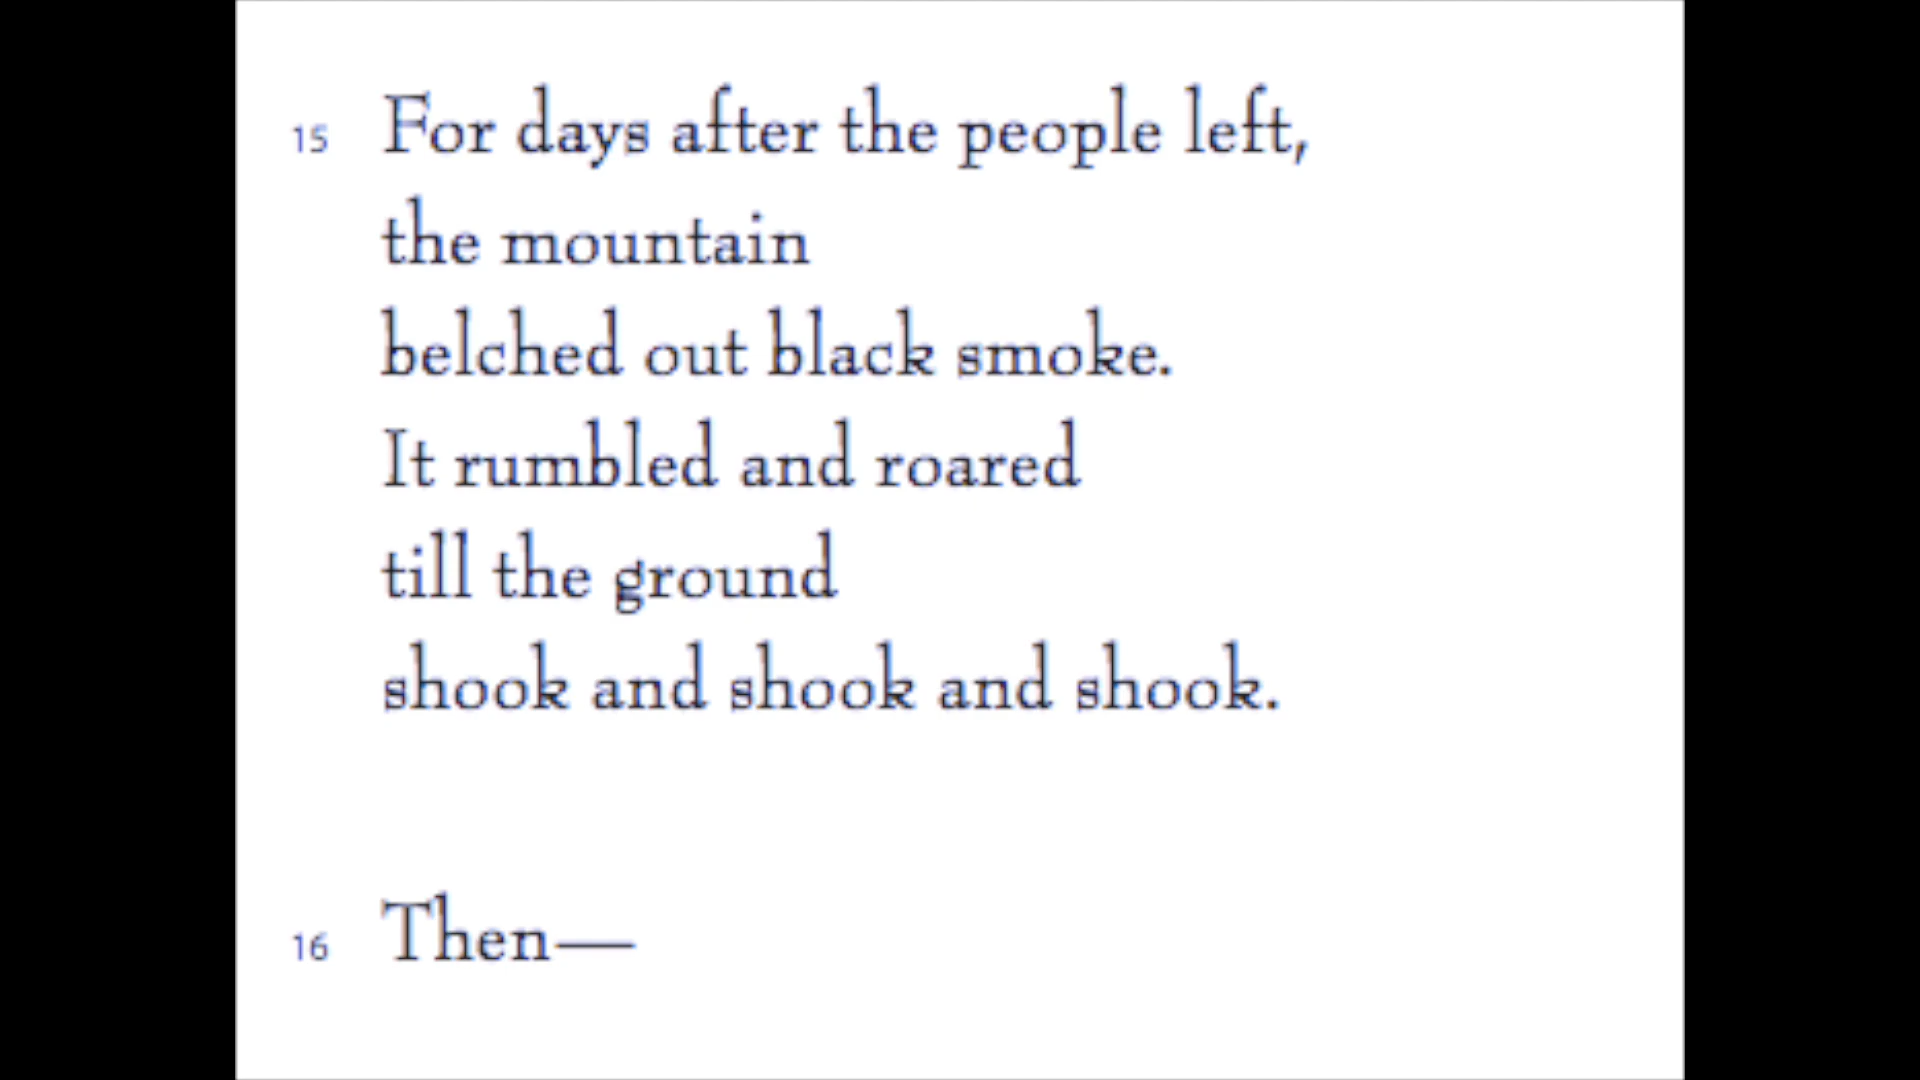 15 For days after the people left,
the mountain
belched out black smoke.
It rumbled and roared
till the ground
shook and shook and shook.
16 Then—